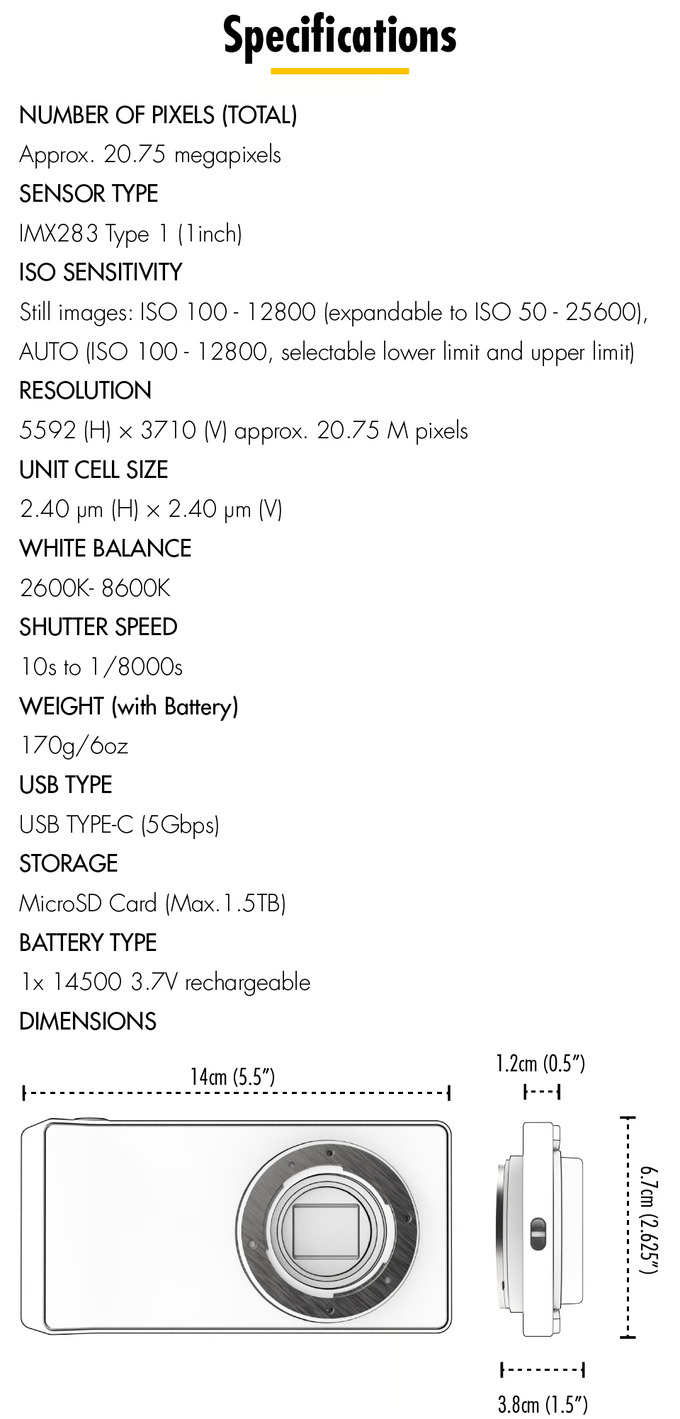 Specifications
NUMBER OF PIXELS (TOTAL)
Approx. 20.75 megapixels
SENSOR TYPE
IMX283 Type 1 (1inch)
ISO SENSITIVITY
Still images: ISO 100 - 12800 (expandable to ISO 50 - 25600),
AUTO (ISO 100 - 12800, selectable lower limit and upper limit)
RESOLUTION
5592 (H) × 3710 (V) approx. 20.75 M pixels
UNIT CELL SIZE
2.40 µm (H) × 2.40 µm (V)
WHITE BALANCE
2600K- 8600K
SHUTTER SPEED
10s to 1/8000s
WEIGHT (with Battery)
170g/6oz
USB TYPE
USB TYPE-C (5Gbps)
STORAGE
MicroSD Card (Max.1.5TB)
BATTERY TYPE
1x 14500 3.7V rechargeable
DIMENSIONS
14cm (5.5”)
1.2cm (0.5”)
6.7cm (2.625”)
3.8cm (1.5”)